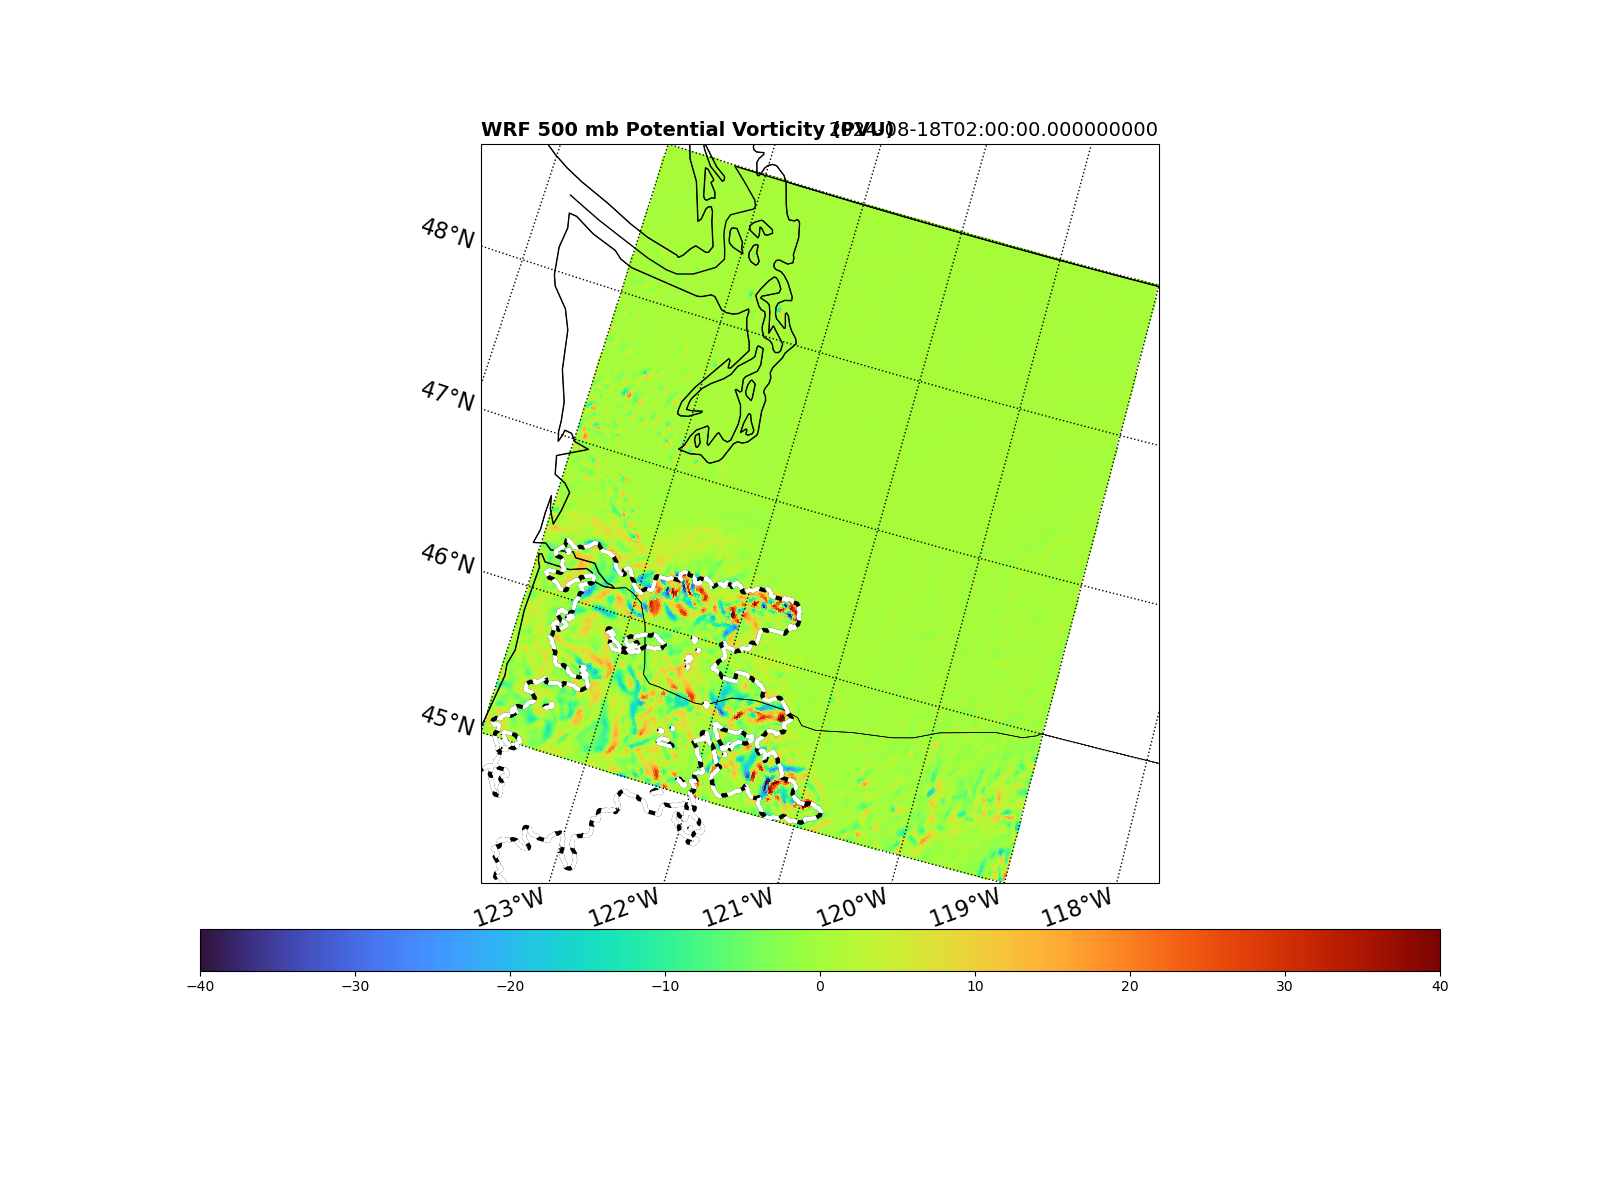 WRF 500 mb Potential Vorticity (PVU) 2024-08-18T02:00:00.000000000
48°N
47°N
46°N
45°N
123°W 122°W 121°W 120°W 119°W 118°W
−40 −30 −20 −10 0 10 20 30 40